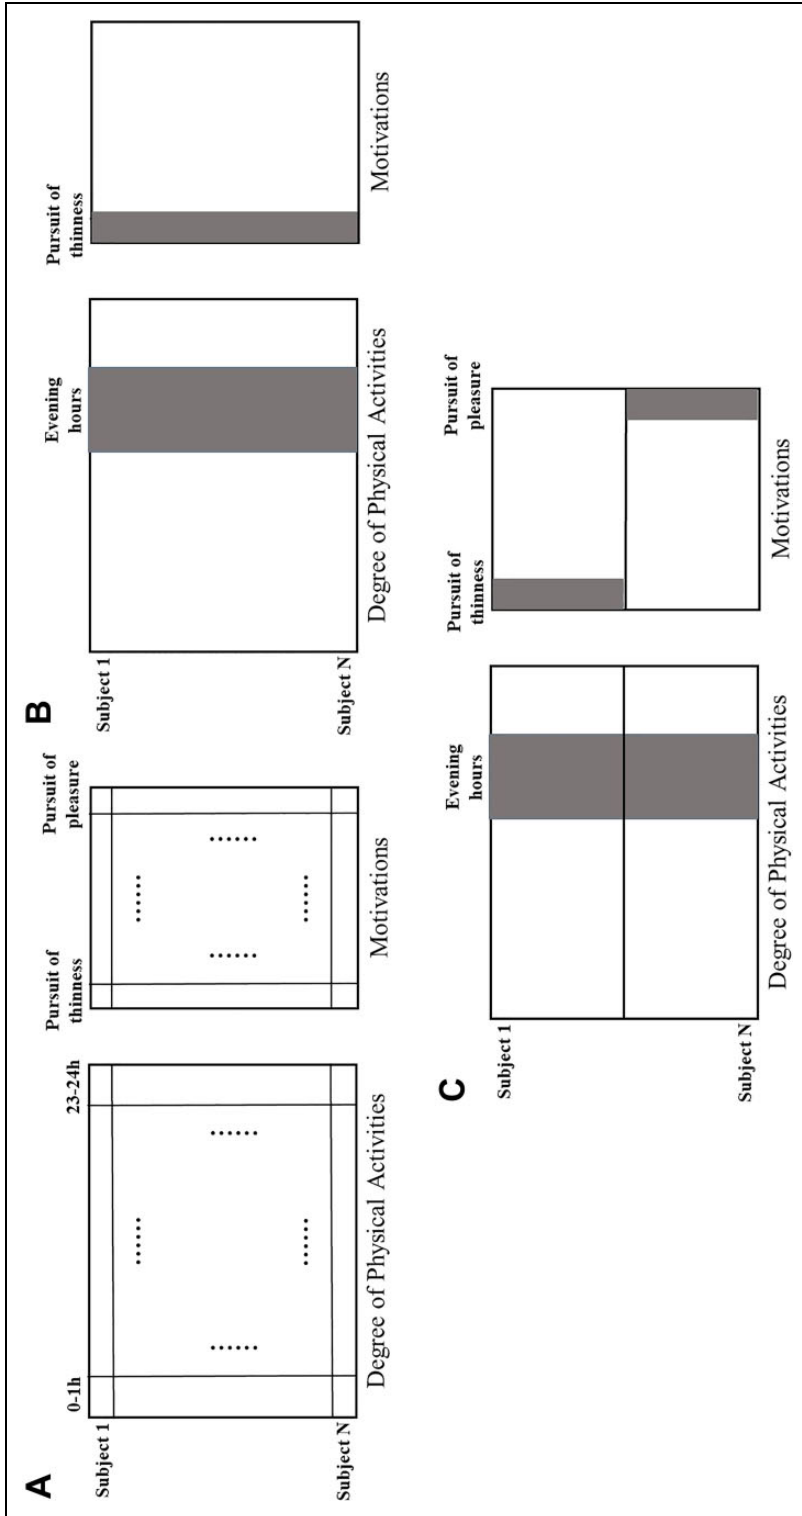 A
0-1h
23-24h
Pursuit of
thinness
Pursuit of
pleasure
Subject 1
Subject N
Degree of Physical Activities
Motivations
B
Evening
hours
Pursuit of
thinness
Subject 1
Subject N
Degree of Physical Activities
Motivations
C
Evening
hours
Pursuit of
thinness
Pursuit of
pleasure
Subject 1
Subject N
Degree of Physical Activities
Motivations